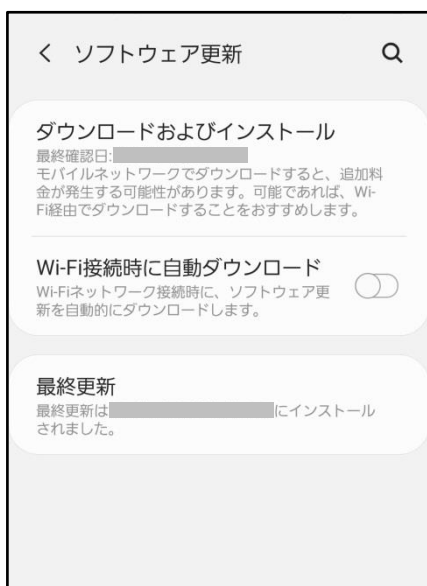 ソフトウェア更新
ダウンロードおよびインストール
最終確認日:
モバイルネットワークでダウンロードすると、追加料
金が発生する可能性があります。可能であれば、Wi-
Fi経由でダウンロードすることをおすすめします。
Wi-Fi接続時に自動ダウンロード
Wi-Fiネットワーク接続時に、ソフトウェア更
新を自動的にダウンロードします。
最終更新
最終更新は にインストール
されました。